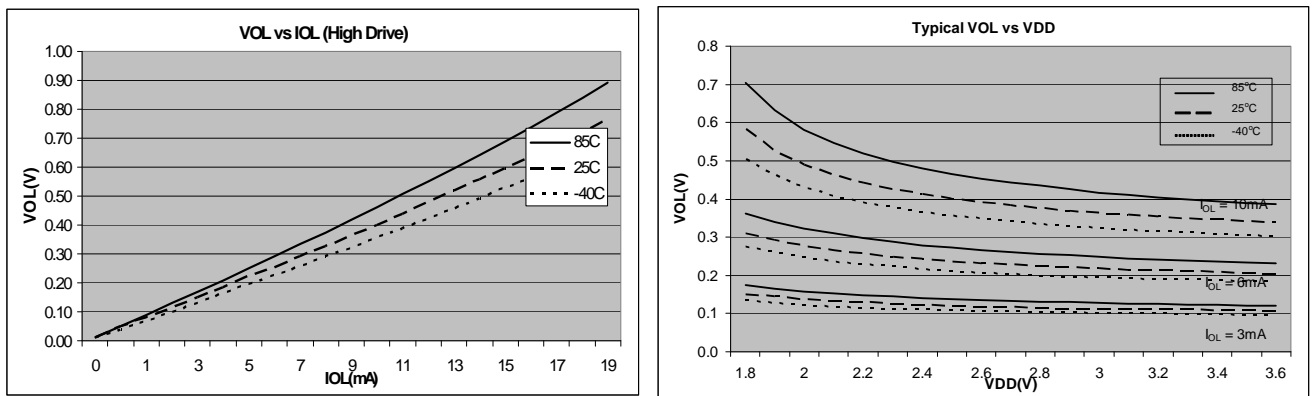 VOL vs IOL (High Drive)
1.00
0.90
0.80
0.70
0.60
0.50
0.40
0.30
0.20
0.10
0.00
VOL(V)
85C
25C
-40C
0 1 3 4 5 7 8 9 11 12 13 15 16 17 19
IOL(mA)
Typical VOL vs VDD
0.8
0.7
0.6
0.5
0.4
0.3
0.2
0.1
0.0
VOL(V)
85°C
25°C
-40°C
IOL = 10mA
IOL = 6mA
IOL = 3mA
1.8 2 2.2 2.4 2.6 2.8 3 3.2 3.4 3.6
VDD(V)